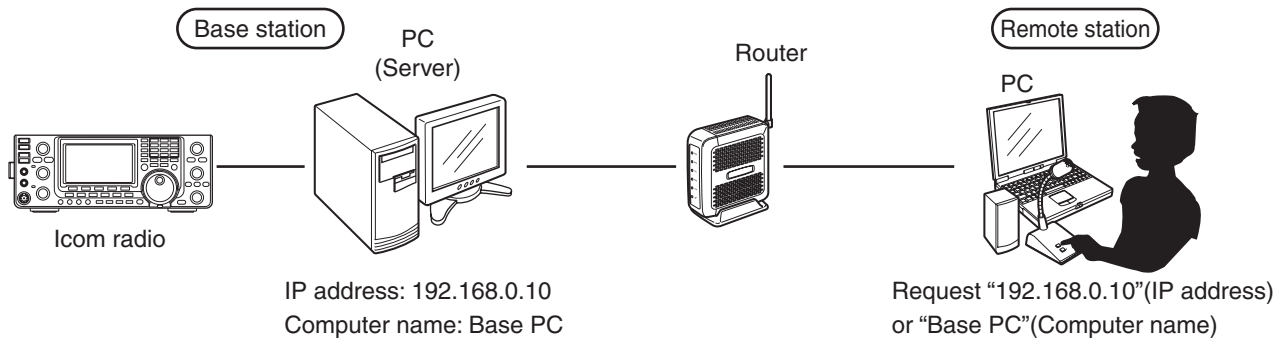 Base station
PC
(Server)
Router
Remote station
PC
Icom radio
IP address: 192.168.0.10
Computer name: Base PC
Request “192.168.0.10”(IP address)
or “Base PC”(Computer name)